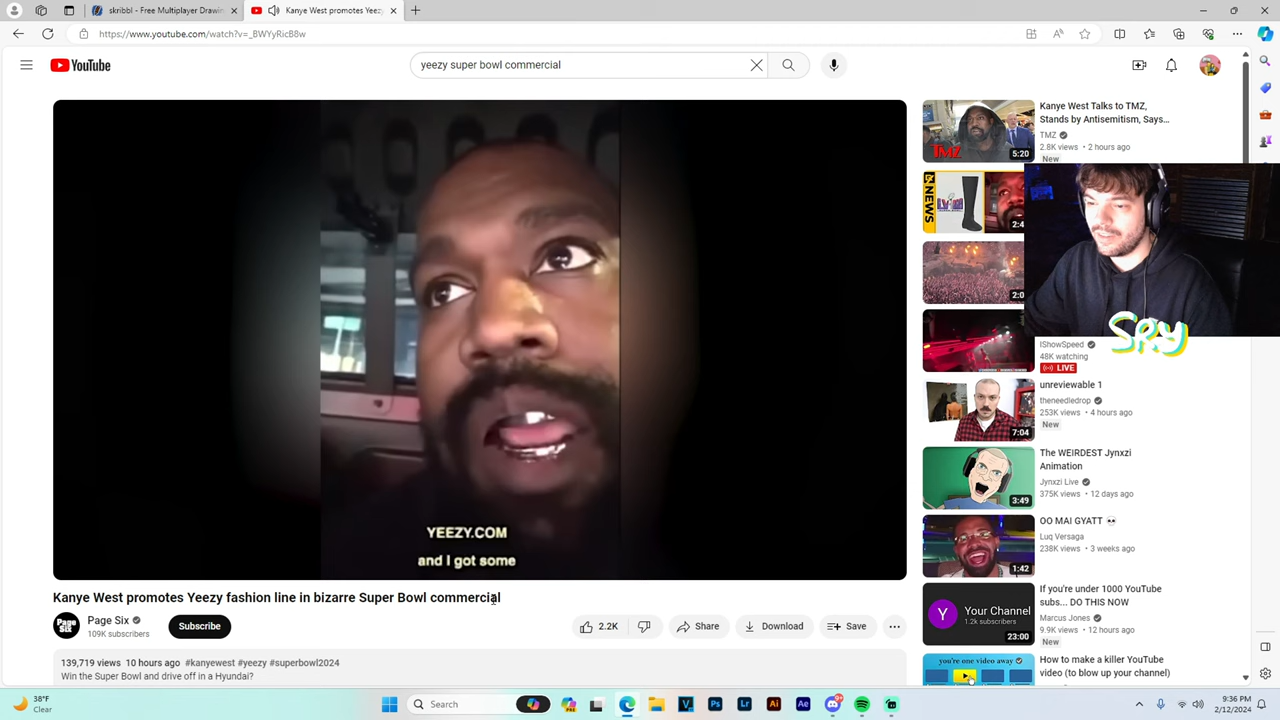 skribbl - Free Multiplayer Drawin
Kanye West promotes Yeezy
https://www.youtube.com/watch?v=_BWYyRicB8w
YouTube
yeezy super bowl commercial
YEEZY.COM
and I got some
Kanye West promotes Yeezy fashion line in bizarre Super Bowl commercial
Page Six
109K subscribers
Subscribe
2.2K
Share
Download
Save
139,719 views 10 hours ago #kanyewest #yeezy #superbowl2024
Win the Super Bowl and drive off in a Hyundai?
TMZ
5:20
Kanye West Talks to TMZ,
Stands by Antisemitism, Says...
TMZ
2.8K views • 2 hours ago
New
NEWS
2:4
2:0
SPY
IShowSpeed
48K watching
LIVE
7:04
unreviewable 1
theneedledrop
253K views • 4 hours ago
New
3:49
The WEIRDEST Jynxzi
Animation
Jynxzi Live
375K views • 12 days ago
1:42
OO MAI GYATT 💀
Luq Versaga
238K views • 3 weeks ago
Y
Your Channel
1.2k subscribers
23:00
If you're under 1000 YouTube
subs... DO THIS NOW
Marcus Jones
9.9K views • 12 hours ago
New
you're one video away
How to make a killer YouTube
video (to blow up your channel)
38°F
Clear
Search
9:36 PM
2/12/2024